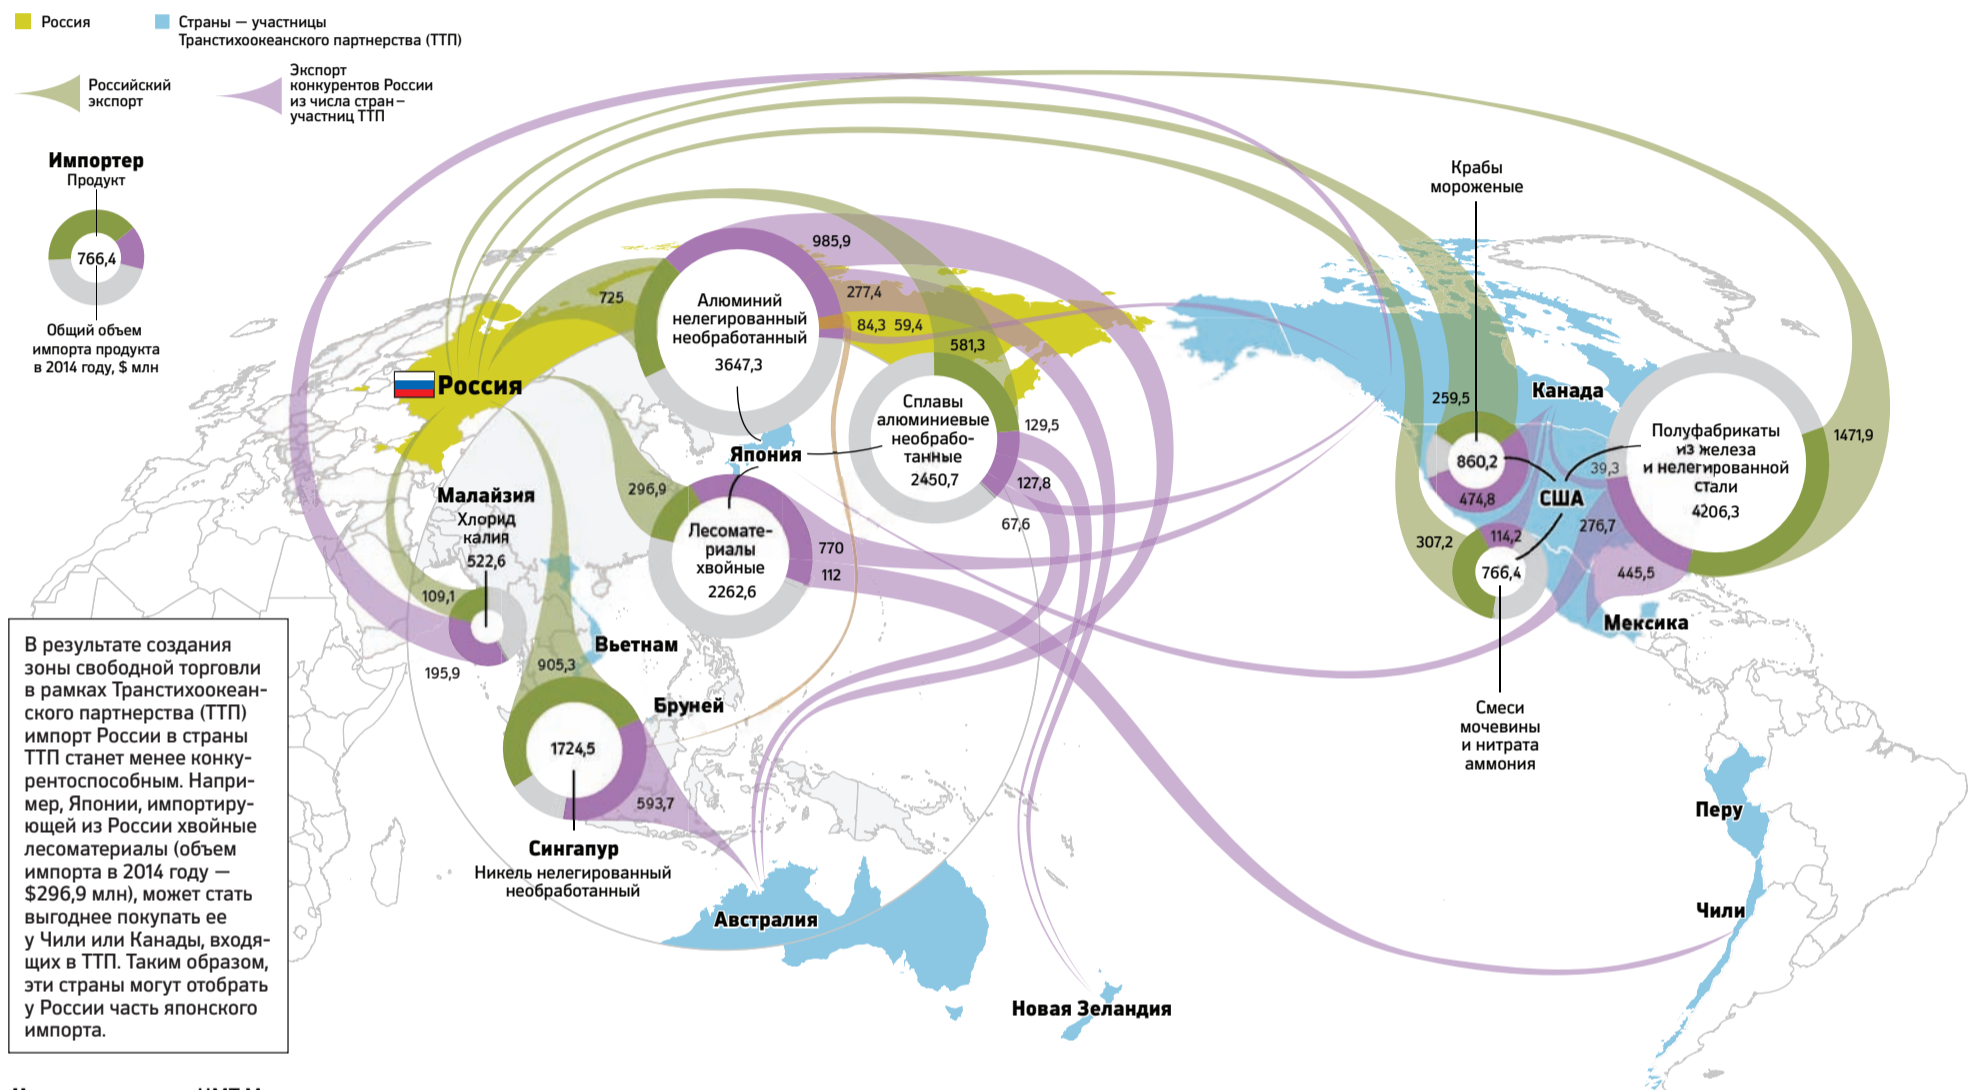 Россия
Страны — участницы
Транстихоокеанского партнерства (ТТП)
Российский
экспорт
Экспорт
конкурентов России
из числа стран –
участниц ТТП
Импортер
Продукт
766,4
Общий объем
импорта продукта
в 2014 году, $ млн
Россия
725
Алюминий
нелегированный
необработанный
3647,3
985,9
277,4
84,3 59,4
581,3
Сплавы
алюминиевые
необрабо-
танные
2450,7
129,5
127,8
67,6
Япония
296,9
Лесомате-
риалы
хвойные
2262,6
770
112
Малайзия
Хлорид
калия
522,6
109,1
195,9
Вьетнам
Бруней
905,3
1724,5
593,7
Сингапур
Никель нелегированный
необработанный
Австралия
Новая Зеландия
Крабы
мороженые
259,5
860,2
474,8
Канада
США
39,3
276,7
Полуфабрикаты
из железа
и нелегированной
стали
4206,3
1471,9
445,5
307,2
114,2
766,4
Смеси
мочевины
и нитрата
аммония
Мексика
Перу
Чили
В результате создания
зоны свободной торговли
в рамках Транстихоокеан-
ского партнерства (ТТП)
импорт России в страны
ТТП станет менее конку-
рентоспособным. Напри-
мер, Японии, импортиру-
ющей из России хвойные
лесоматериалы (объем
импорта в 2014 году —
$296,9 млн), может стать
выгоднее покупать ее
у Чили или Канады, входя-
щих в ТТП. Таким образом,
эти страны могут отобрать
у России часть японского
импорта.